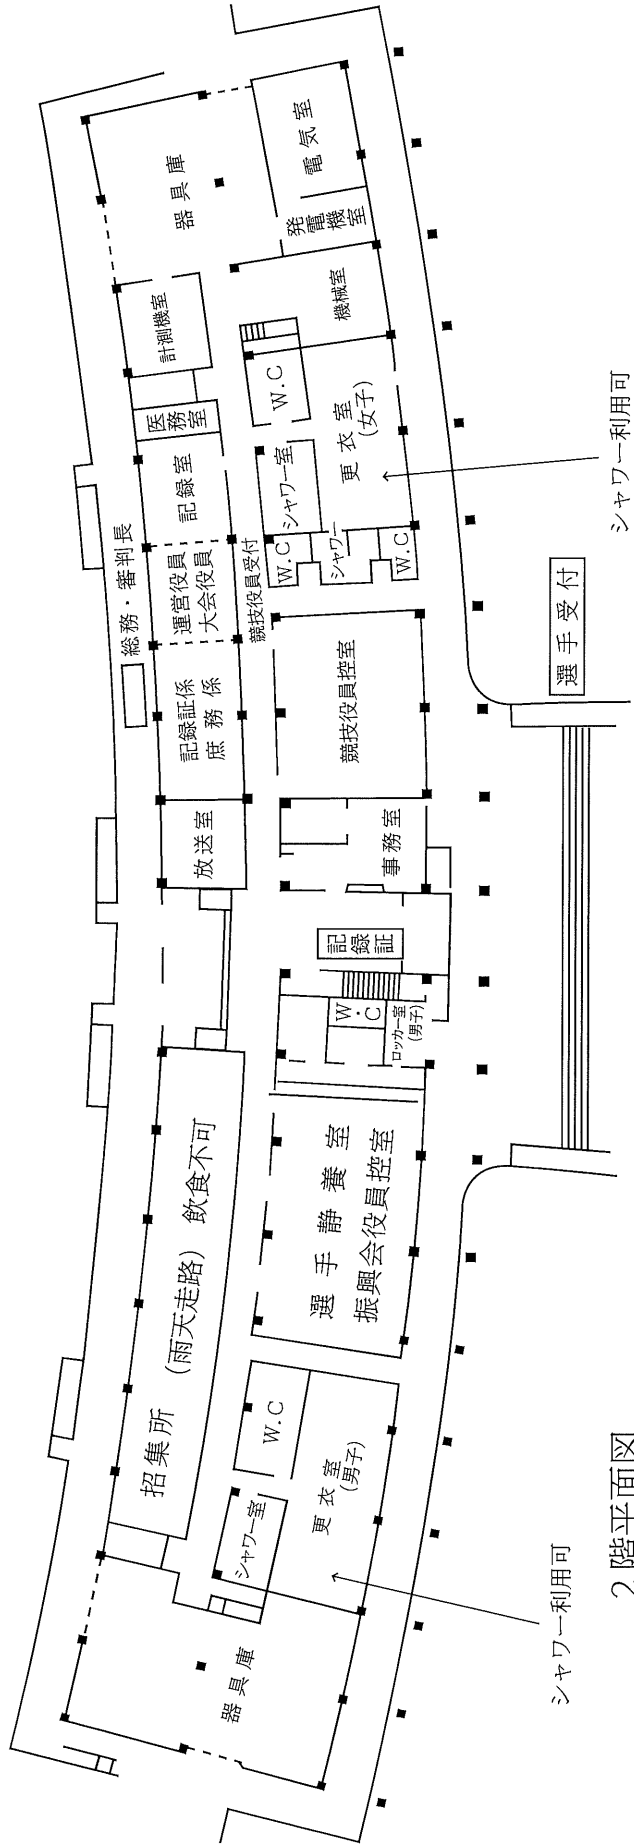 器具庫
シャワー室
W.C
更衣室
(男子)
シャワー利用可
招集所 (雨天走路) 飲食不可
選手静養室
振興会役員控室
ロッカー室
(男子)
W.C
記録証
事務室
放送室
記録証係
庶務係
総務・審判長
運営役員
大会役員
競技役員受付
競技役員控室
選手受付
記録室
医務室
計測機室
W.C
シャワー
W.C
シャワー室
W.C
更衣室
(女子)
シャワー利用可
機械室
発電機室
電気室
器具庫
2階平面図